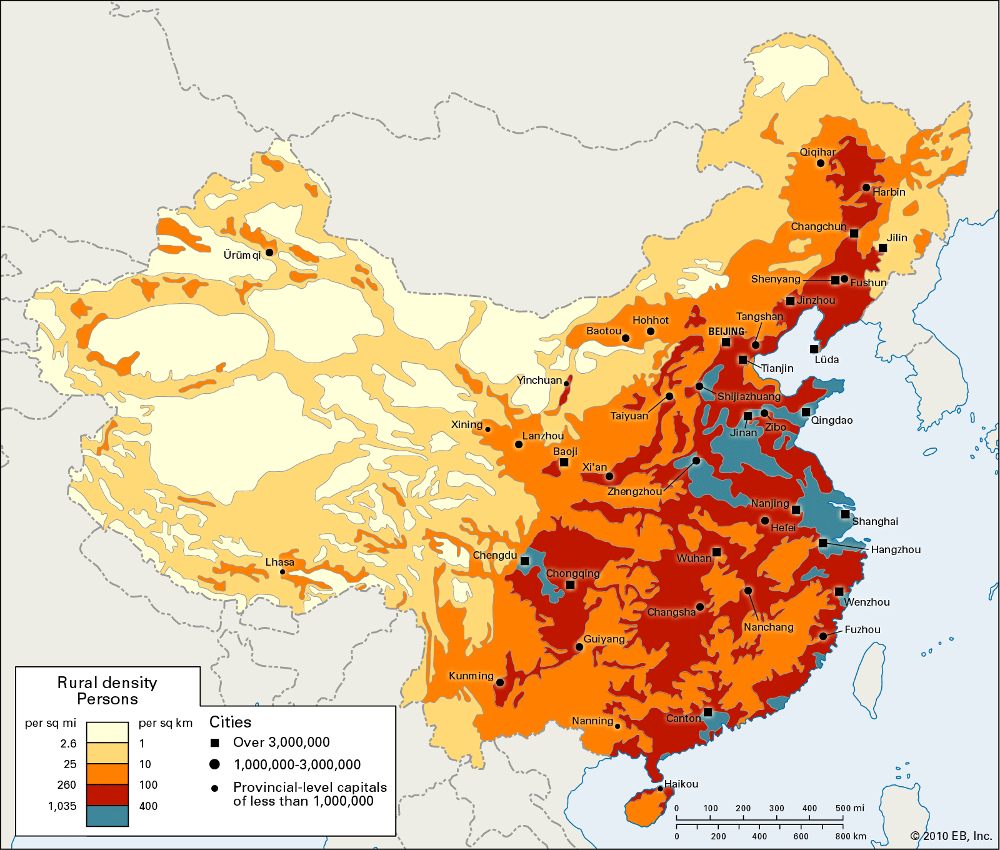 Qiqihar
Harbin
Changchun
Jilin
Ürümqi
Shenyang
Fushun
Jinzhou
Tangshan
Hohhot
Baotou
BEIJING
Lüda
Tianjin
Yinchuan
Shijiazhuang
Taiyuan
Qingdao
Xining
Zibo
Jinan
Lanzhou
Baoji
Xi'an
Zhengzhou
Nanjing
Shanghai
Hefei
Hangzhou
Chengdu
Wuhan
Lhasa
Chongqing
Wenzhou
Changsha
Nanchang
Fuzhou
Guiyang
Kunming
Canton
Nanning
Haikou
Rural density
Persons
per sq mi per sq km
2.6 1
25 10
260 100
1,035 400
Cities
Over 3,000,000
1,000,000-3,000,000
Provincial-level capitals
of less than 1,000,000
0 100 200 300 400 500 mi
0 200 400 600 800 km
© 2010 EB, Inc.